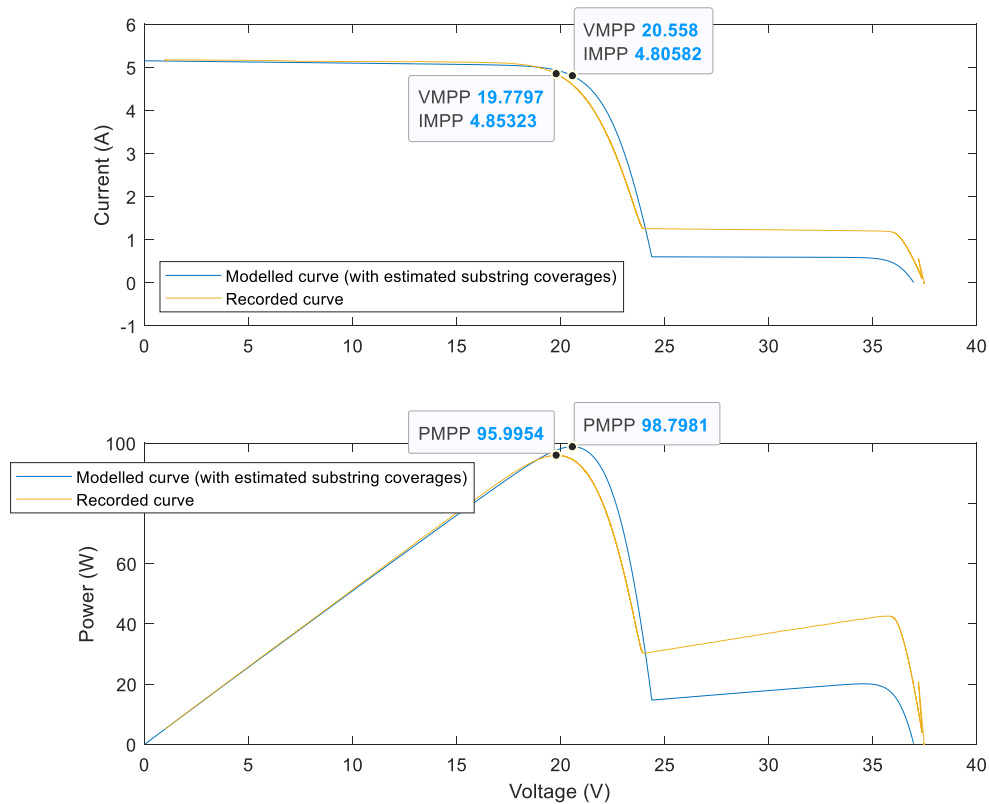 6
5
4
3
2
1
0
-1
Current (A)
VMPP 20.558
IMPP 4.80582
VMPP 19.7797
IMPP 4.85323
Modelled curve (with estimated substring coverages)
Recorded curve
0 5 10 15 20 25 30 35 40
100
60
40
20
0
Power (W)
PMPP 95.9954
PMPP 98.7981
Modelled curve (with estimated substring coverages)
Recorded curve
0 5 10 15 20 25 30 35 40
Voltage (V)